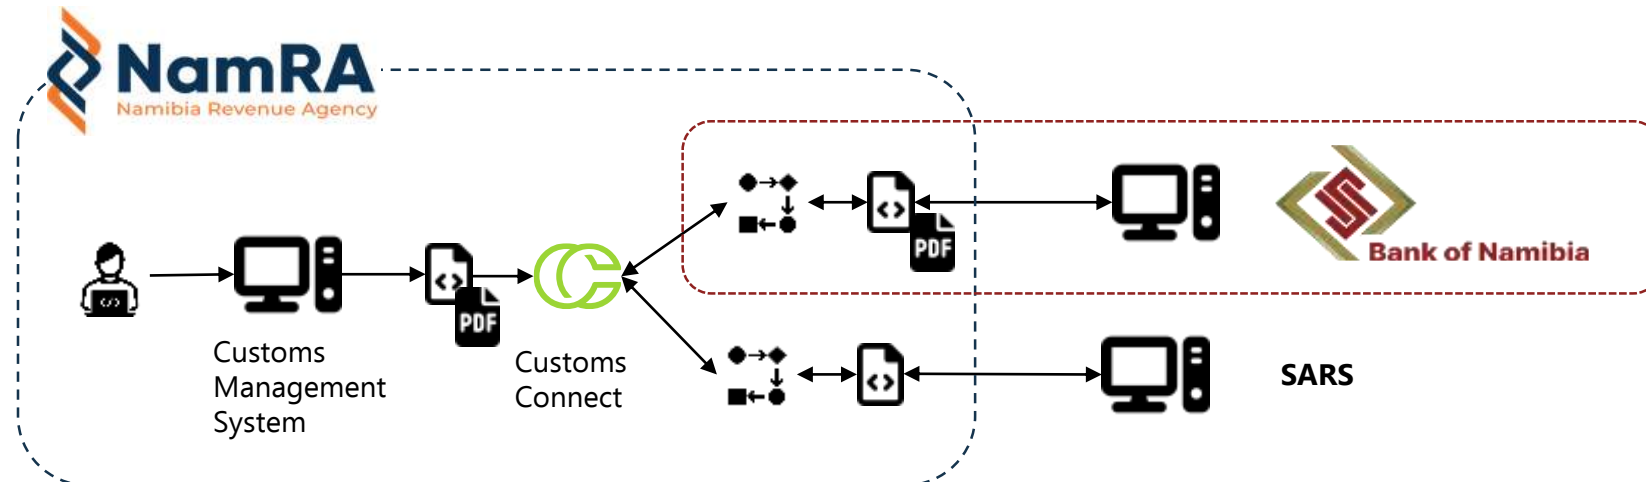 NamRA
Namibia Revenue Agency
PDF
Bank of Namibia
PDF
Customs
Management
System
Customs
Connect
SARS